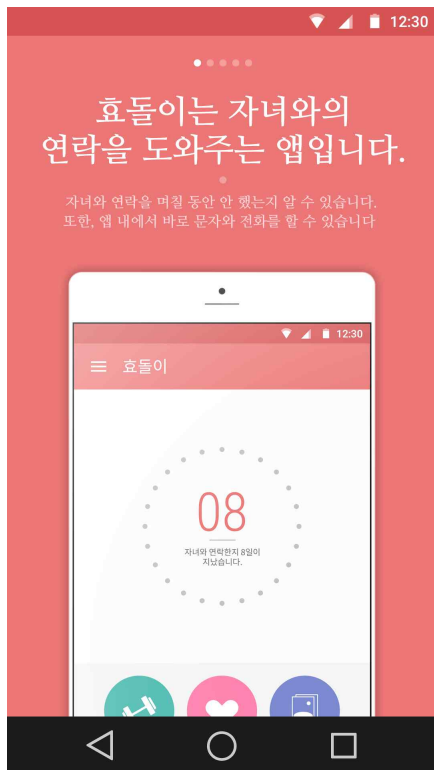 12:30
효돌이는 자녀와의
연락을 도와주는 앱입니다.
자녀와 연락을 며칠 동안 안 했는지 알 수 있습니다.
또한, 앱 내에서 바로 문자와 전화를 할 수 있습니다
12:30
효돌이
08
자녀와 연락한지 8일이
지났습니다.